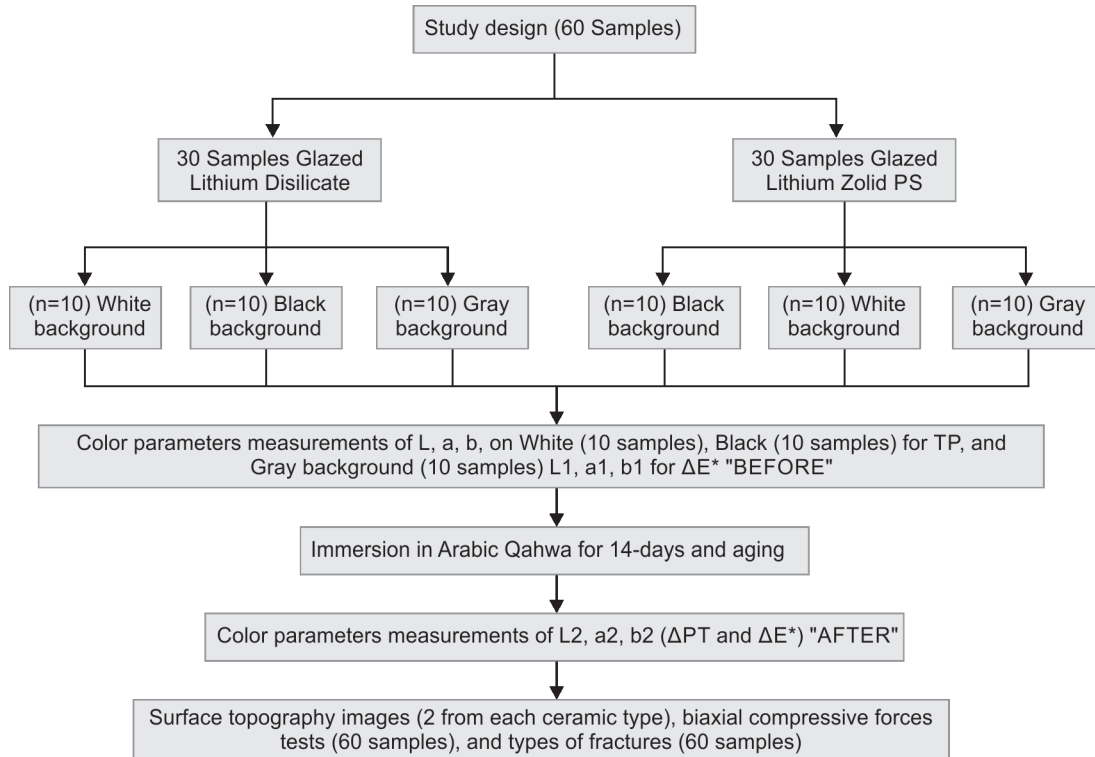 Study design (60 Samples)
30 Samples Glazed
Lithium Disilicate
30 Samples Glazed
Lithium Zolid PS
(n=10) White
background
(n=10) Black
background
(n=10) Gray
background
(n=10) Black
background
(n=10) White
background
(n=10) Gray
background
Color parameters measurements of L, a, b, on White (10 samples), Black (10 samples) for TP, and
Gray background (10 samples) L1, a1, b1 for ΔE* "BEFORE"
Immersion in Arabic Qahwa for 14-days and aging
Color parameters measurements of L2, a2, b2 (ΔPT and ΔE*) "AFTER"
Surface topography images (2 from each ceramic type), biaxial compressive forces
tests (60 samples), and types of fractures (60 samples)